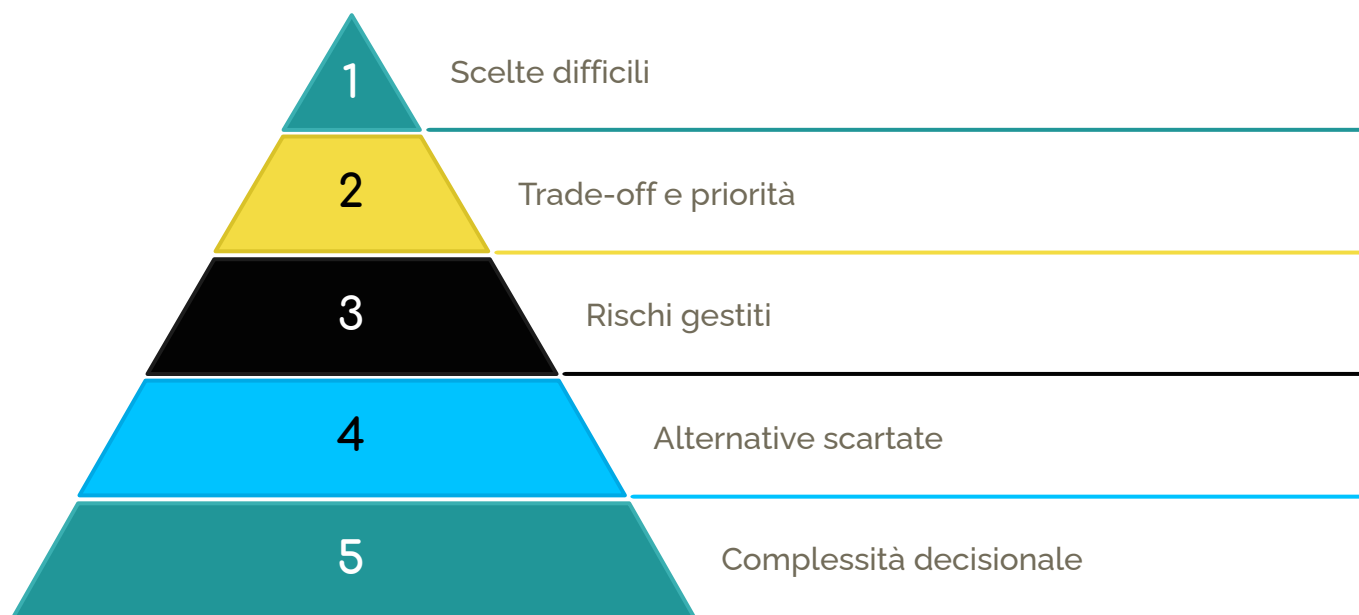 1
Scelte difficili
2
Trade-off e priorità
3
Rischi gestiti
4
Alternative scartate
5
Complessità decisionale